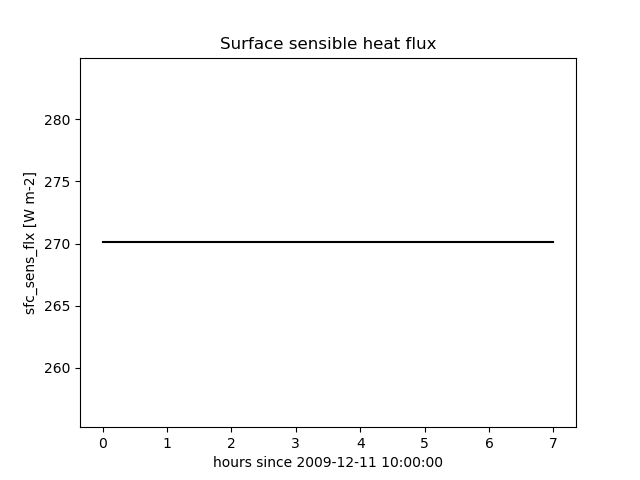 Surface sensible heat flux
sfc_sens_flx [W m-2]
280
275
270
265
260
0 1 2 3 4 5 6 7
hours since 2009-12-11 10:00:00